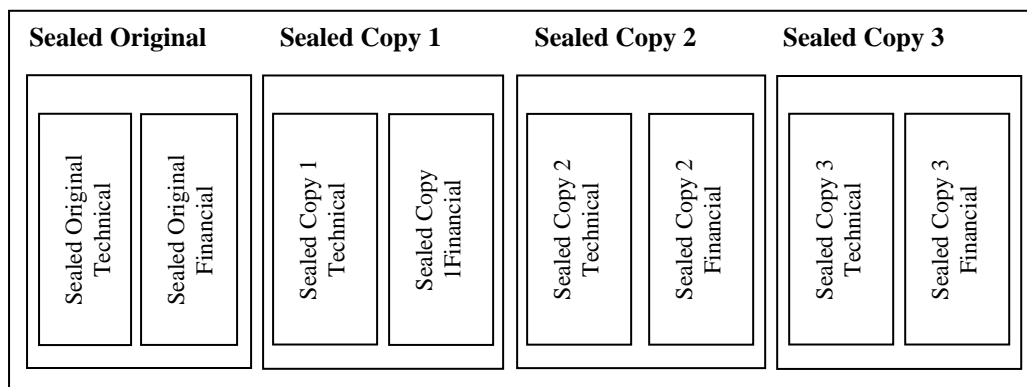 Sealed Original
Sealed Copy 1
Sealed Copy 2
Sealed Copy 3
Sealed Original
Technical
Sealed Original
Financial
Sealed Copy 1
Technical
Sealed Copy
1Financial
Sealed Copy 2
Technical
Sealed Copy 2
Financial
Sealed Copy 3
Technical
Sealed Copy 3
Financial